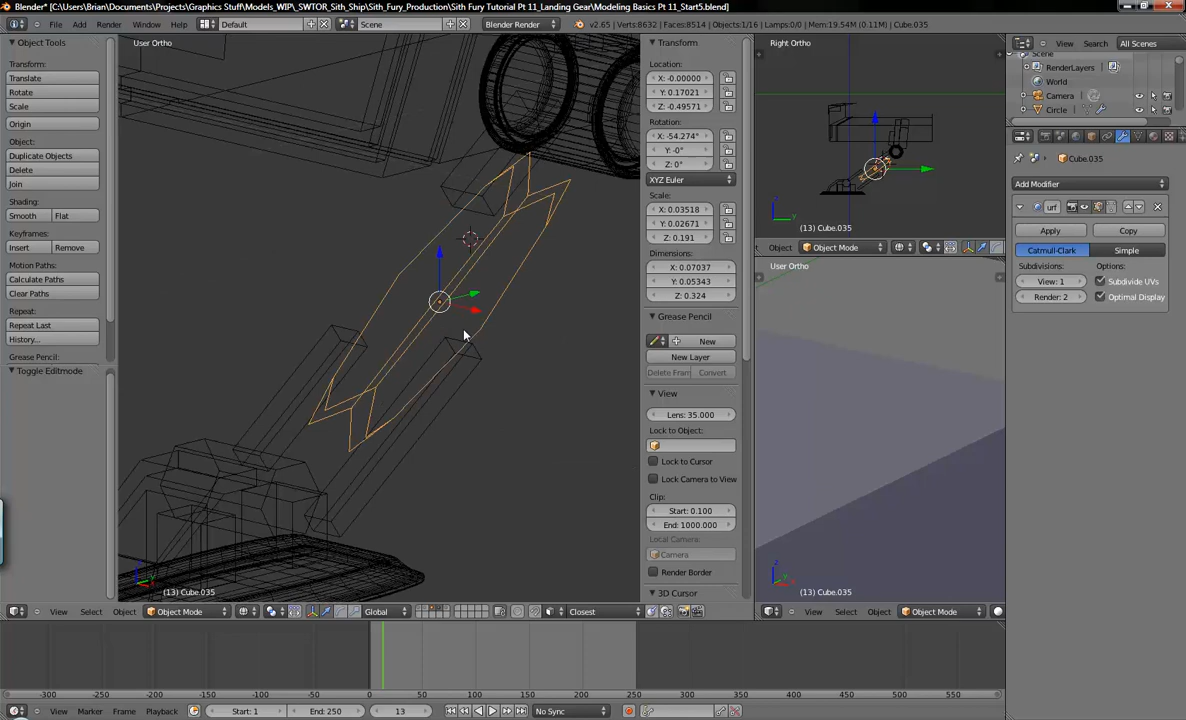 Blender* [C:\Users\Brian\Documents\Projects\Graphics Stuff\Models_WIP_SWTOR_Sith_Ship\Sith_Fury_Production\Sith Fury Tutorial Pt 11_Landing Gear\Modeling Basics Pt 11_Start5.blend]
File Add Render Window Help Default Scene Blender Render v2.65 | Verts:8632 | Faces:8514 | Objects:1/16 | Lamps:0/0 | Mem:19.54M (0.11M) | Cube.035
Object Tools
Transform:
Translate
Rotate
Scale
Origin
Object:
Duplicate Objects
Delete
Join
Shading:
Smooth Flat
Keyframes:
Insert Remove
Motion Paths:
Calculate Paths
Clear Paths
Repeat:
Repeat Last
History...
Grease Pencil:
Toggle Editmode
User Ortho
(13) Cube.035
View Select Object Object Mode Global Closest
Transform
Location:
X: -0.00000
Y: 0.17021
Z: -0.49571
Rotation:
X: -54.274°
Y: -0°
Z: 0°
XYZ Euler
Scale:
X: 0.03518
Y: 0.02671
Z: 0.191
Dimensions:
X: 0.07037
Y: 0.05343
Z: 0.324
Grease Pencil
New
New Layer
Delete Fram Convert
View
Lens: 35.000
Lock to Object:
Lock to Cursor
Lock Camera to View
Clip:
Start: 0.100
End: 1000.000
Local Camera:
Camera
Render Border
3D Cursor
Right Ortho
z
y
(13) Cube.035
Object Object Mode
User Ortho
(13) Cube.035
View Select Object Object Mode
View Search All Scenes
Scene
RenderLayers
World
Camera
Circle
Cube.035
Add Modifier
urf
Apply Copy
Catmull-Clark Simple
Subdivisions: Options:
View: 1 Subdivide UVs
Render: 2 Optimal Display
-300 -250 -200 -150 -100 -50 0 50 100 150 200 250 300 350 400 450 500 550
View Marker Frame Playback Start: 1 End: 250 13 No Sync